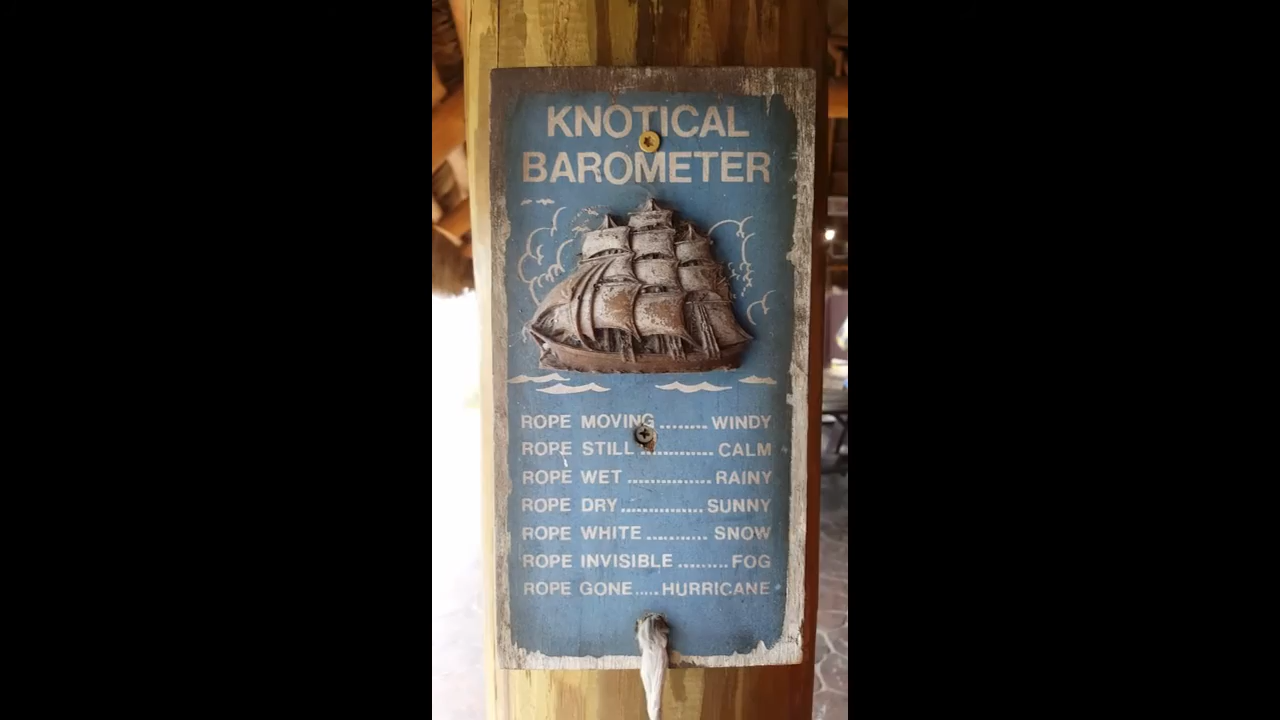 KNOTICAL
BAROMETER
ROPE MOVING ........ WINDY
ROPE STILL ............. CALM
ROPE WET ............... RAINY
ROPE DRY ............... SUNNY
ROPE WHITE ........... SNOW
ROPE INVISIBLE ......... FOG
ROPE GONE ..... HURRICANE